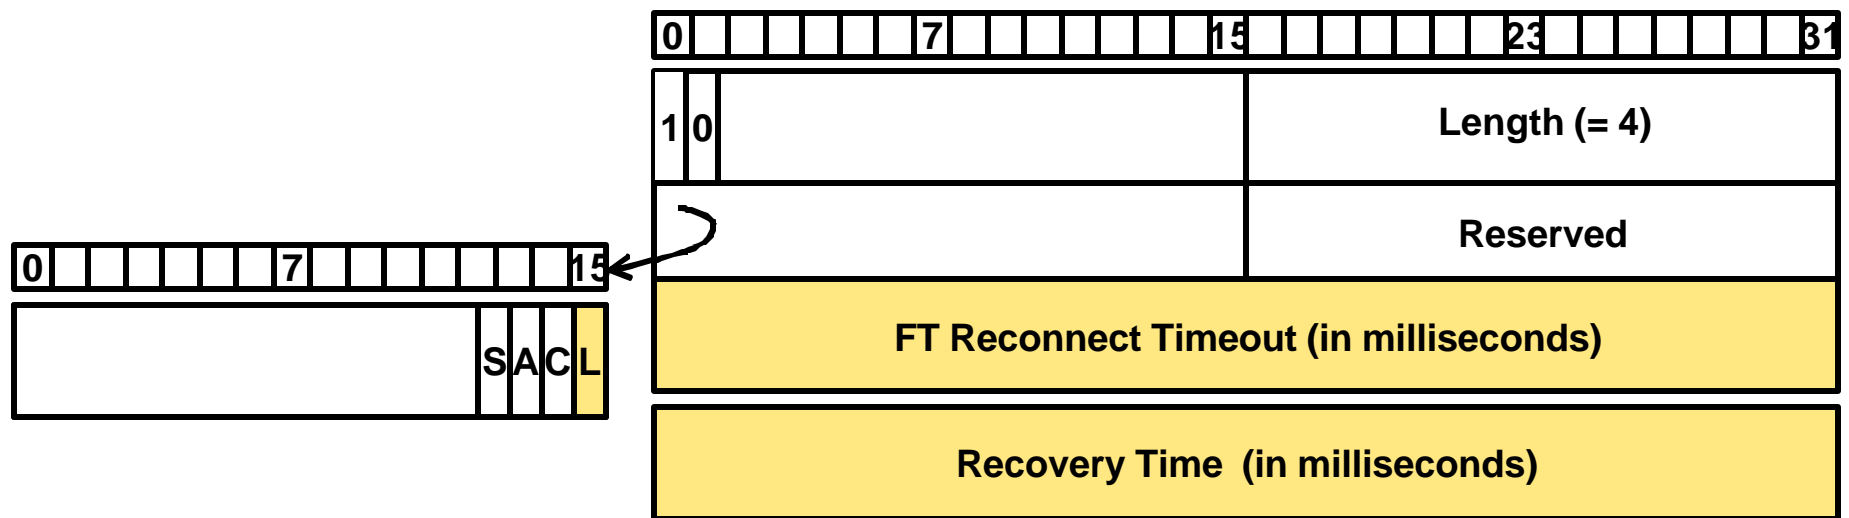 0 7 15 23 31
1 0 Length (= 4)
Reserved
0 7 15
S A C L
FT Reconnect Timeout (in milliseconds)
Recovery Time (in milliseconds)